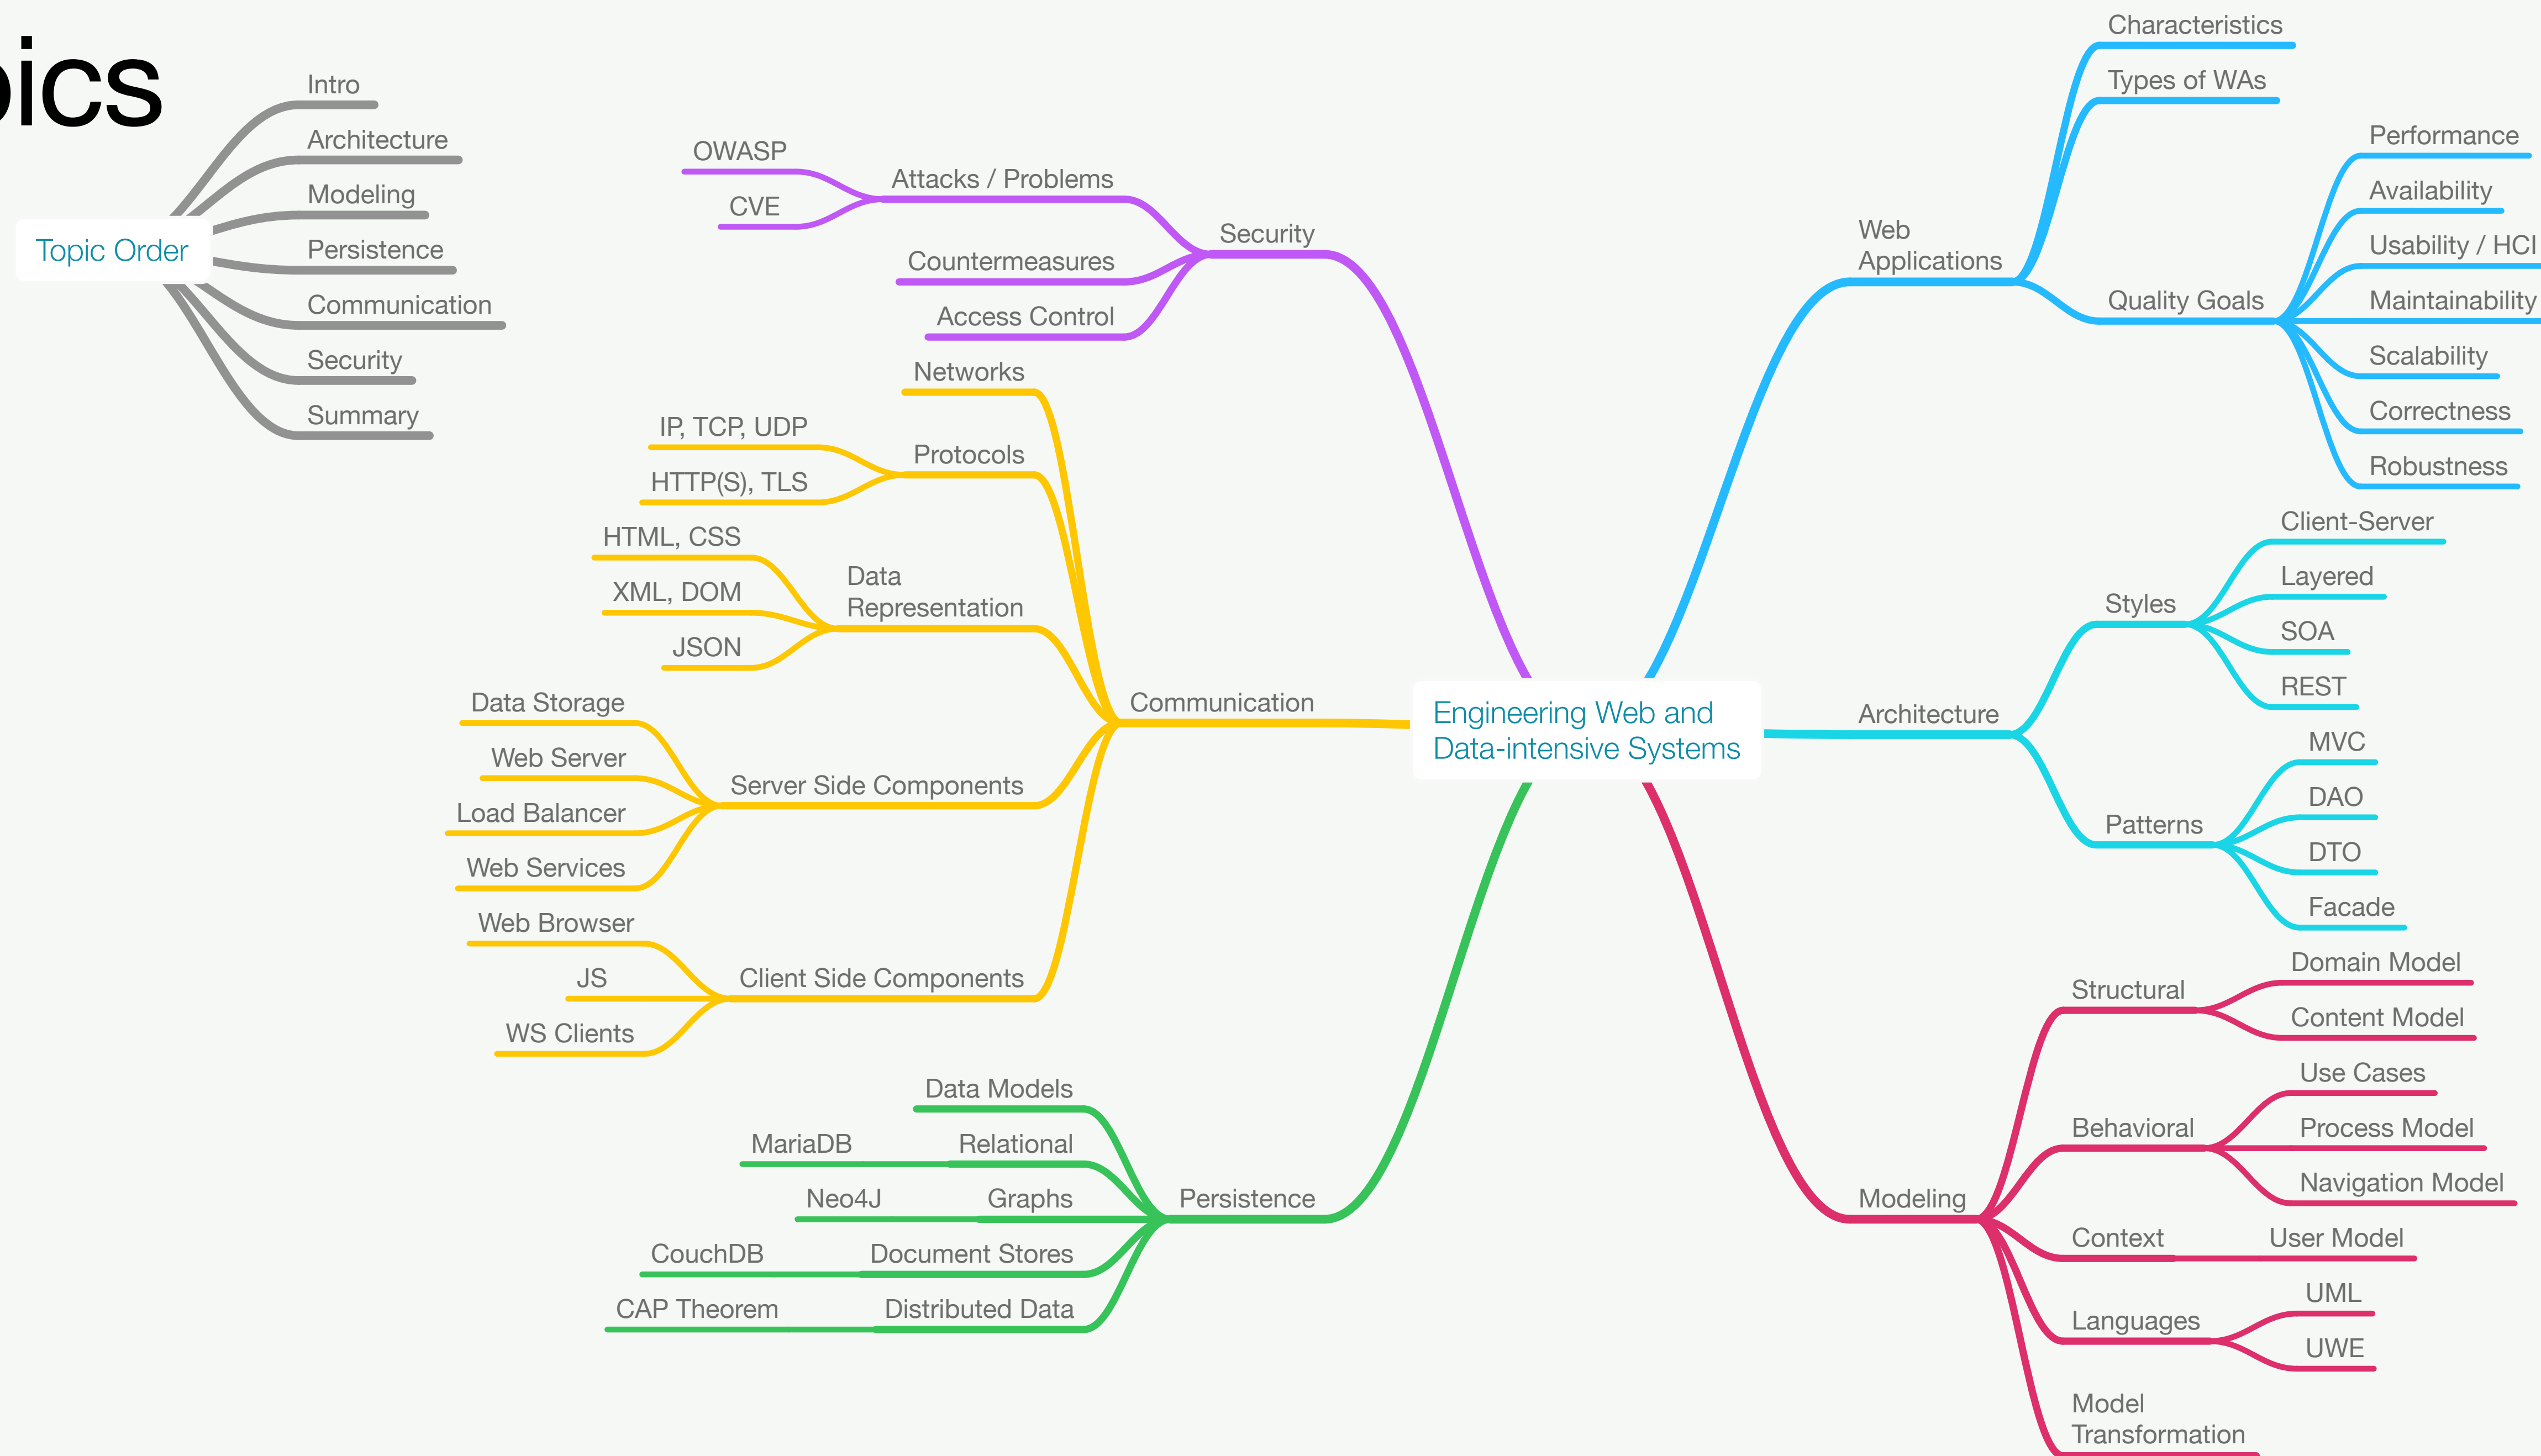 pics
Topic Order
Intro
Architecture
Modeling
Persistence
Communication
Security
Summary
Engineering Web and
Data-intensive Systems
Security
Attacks / Problems
OWASP
CVE
Countermeasures
Access Control
Communication
Networks
Protocols
IP, TCP, UDP
HTTP(S), TLS
Data
Representation
HTML, CSS
XML, DOM
JSON
Server Side Components
Data Storage
Web Server
Load Balancer
Web Services
Client Side Components
Web Browser
JS
WS Clients
Persistence
Data Models
Relational
MariaDB
Graphs
Neo4J
Document Stores
CouchDB
Distributed Data
CAP Theorem
Web
Applications
Characteristics
Types of WAs
Quality Goals
Performance
Availability
Usability / HCI
Maintainability
Scalability
Correctness
Robustness
Architecture
Styles
Client-Server
Layered
SOA
REST
Patterns
MVC
DAO
DTO
Facade
Modeling
Structural
Domain Model
Content Model
Behavioral
Use Cases
Process Model
Navigation Model
Context
User Model
Languages
UML
UWE
Model
Transformation